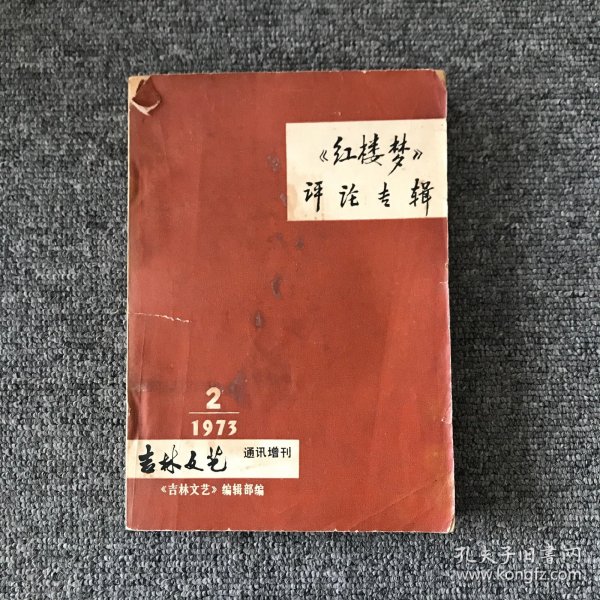 《红楼梦》
评论专辑
2
1973
吉林文艺 通讯增刊
《吉林文艺》编辑部编
孔夫子旧书网
www.kongfz.com